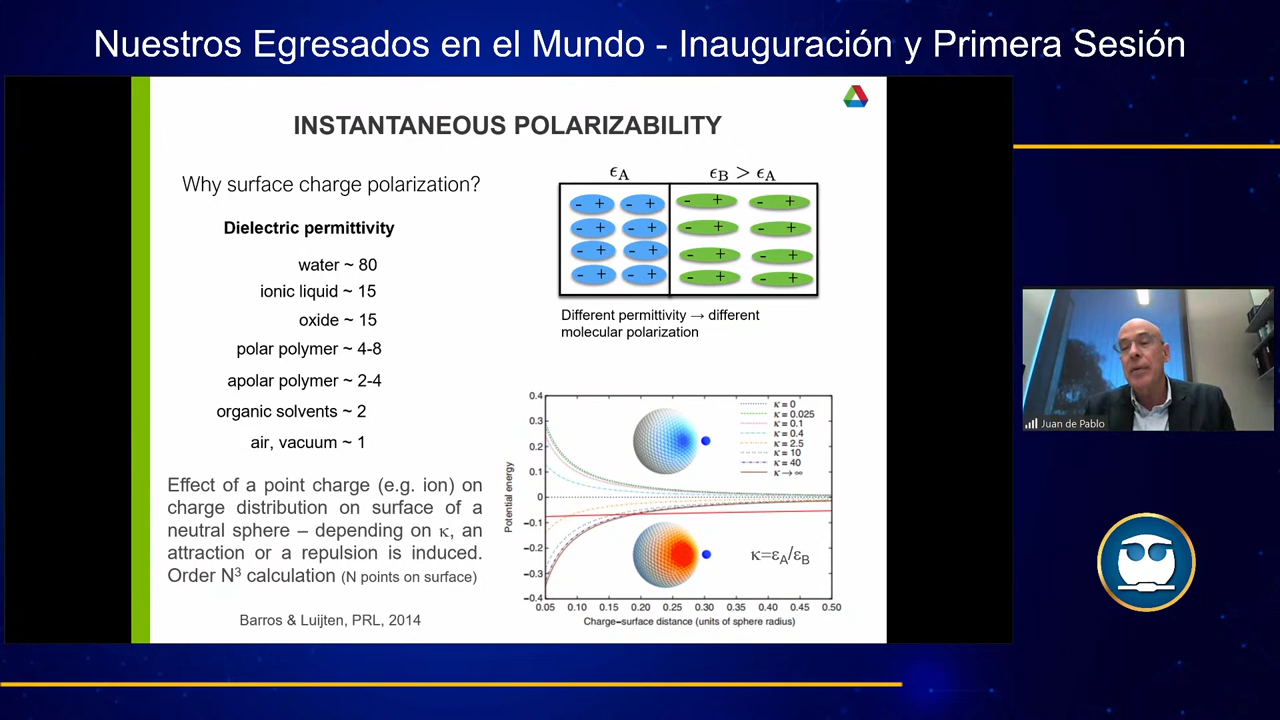 Nuestros Egresados en el Mundo - Inauguración y Primera Sesión
INSTANTANEOUS POLARIZABILITY
Why surface charge polarization?
Dielectric permittivity
water ~ 80
ionic liquid ~ 15
oxide ~ 15
polar polymer ~ 4-8
apolar polymer ~ 2-4
organic solvents ~ 2
air, vacuum ~ 1
Effect of a point charge (e.g. ion) on
charge distribution on surface of a
neutral sphere – depending on κ, an
attraction or a repulsion is induced.
Order N³ calculation (N points on surface)
Barros & Luijten, PRL, 2014
ϵA
ϵB > ϵA
- + - + - + - +
- + - + - + - +
- + - + - + - +
- + - + - + - +
Different permittivity → different
molecular polarization
0.4
0.3
0.2
0.1
0
−0.1
−0.2
−0.3
−0.4
Potential energy
κ = 0
κ = 0.025
κ = 0.1
κ = 0.4
κ = 2.5
κ = 10
κ = 40
κ → ∞
κ=εA/εB
0.05 0.10 0.15 0.20 0.25 0.30 0.35 0.40 0.45 0.50
Charge−surface distance (units of sphere radius)
Juan de Pablo